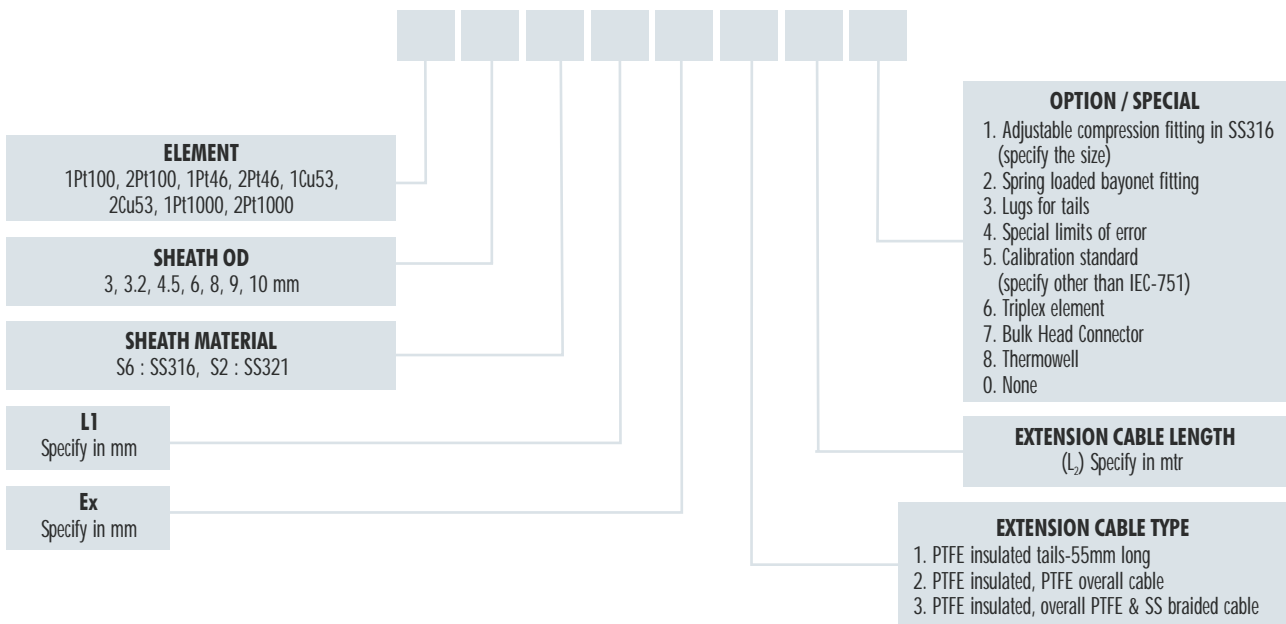 ELEMENT
1Pt100, 2Pt100, 1Pt46, 2Pt46, 1Cu53,
2Cu53, 1Pt1000, 2Pt1000
SHEATH OD
3, 3.2, 4.5, 6, 8, 9, 10 mm
SHEATH MATERIAL
S6 : SS316, S2 : SS321
L1
Specify in mm
Ex
Specify in mm
OPTION / SPECIAL
1. Adjustable compression fitting in SS316
(specify the size)
2. Spring loaded bayonet fitting
3. Lugs for tails
4. Special limits of error
5. Calibration standard
(specify other than IEC-751)
6. Triplex element
7. Bulk Head Connector
8. Thermowell
0. None
EXTENSION CABLE LENGTH
(L₂) Specify in mtr
EXTENSION CABLE TYPE
1. PTFE insulated tails-55mm long
2. PTFE insulated, PTFE overall cable
3. PTFE insulated, overall PTFE & SS braided cable